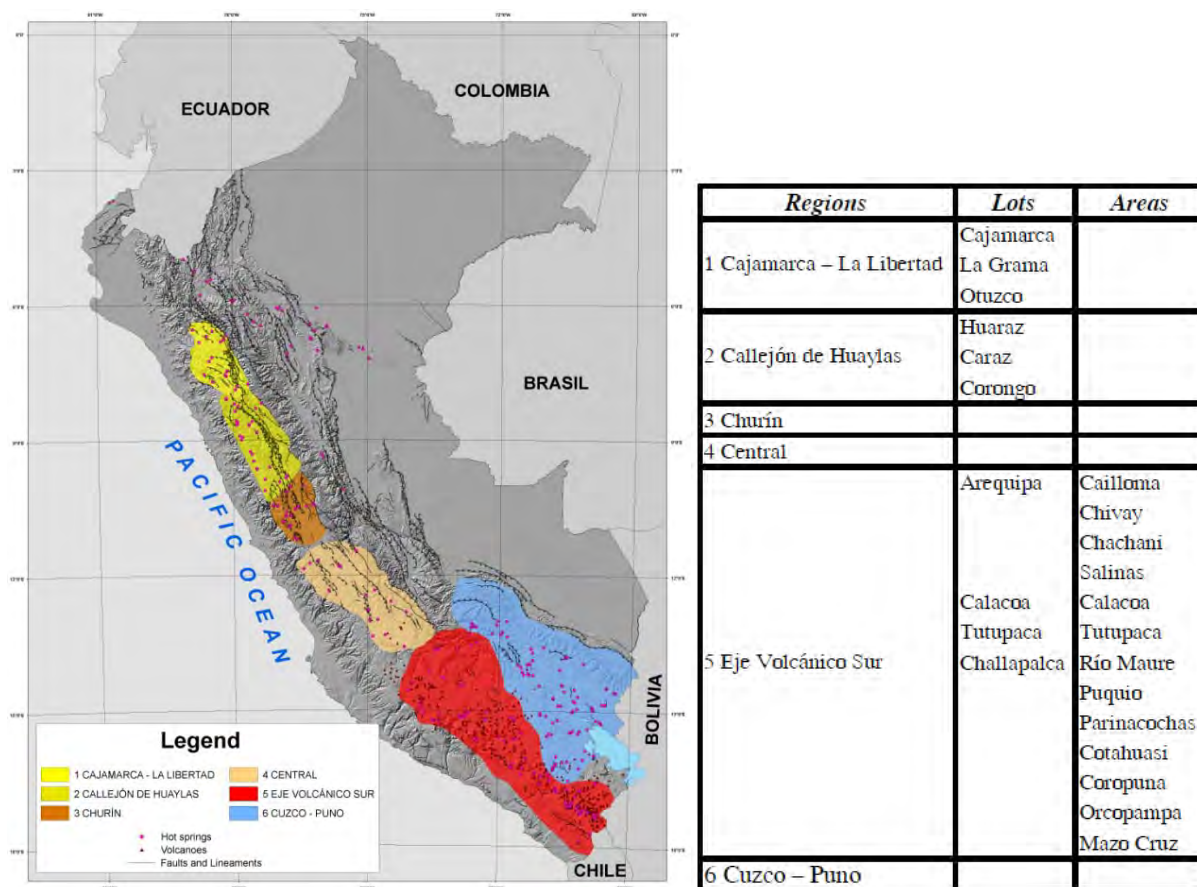 ECUADOR
COLOMBIA
BRASIL
PACIFIC OCEAN
BOLIVIA
CHILE
Legend
1 CAJAMARCA - LA LIBERTAD
2 CALLEJÓN DE HUAYLAS
3 CHURÍN
4 CENTRAL
5 EJE VOLCÁNICO SUR
6 CUZCO - PUNO
Hot springs
Volcanoes
Faults and Lineaments
Regions Lots Areas
1 Cajamarca – La Libertad
Cajamarca
La Grama
Otuzco
2 Callejón de Huaylas
Huaraz
Caraz
Corongo
3 Churín
4 Central
5 Eje Volcánico Sur
Arequipa
Calacoa
Tutupaca
Challapalca
Cailloma
Chivay
Chachani
Salinas
Calacoa
Tutupaca
Río Maure
Puquio
Parinacochas
Cotahuasi
Coropuna
Orcopampa
Mazo Cruz
6 Cuzco – Puno